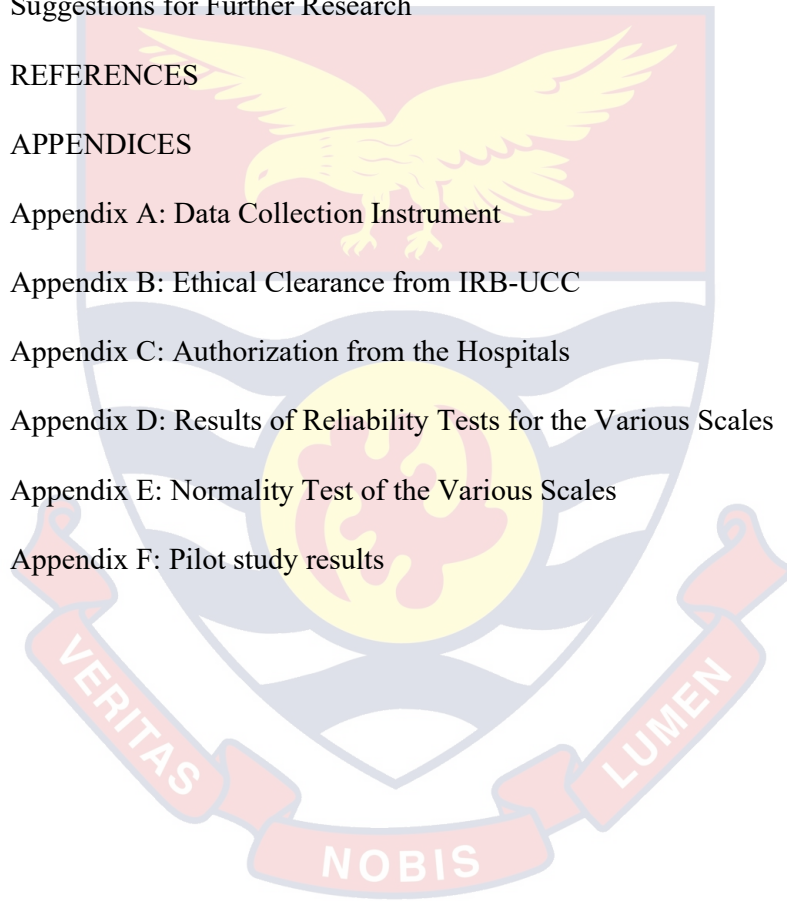 Suggestions for Further Research
REFERENCES
APPENDICES
Appendix A: Data Collection Instrument
Appendix B: Ethical Clearance from IRB-UCC
Appendix C: Authorization from the Hospitals
Appendix D: Results of Reliability Tests for the Various Scales
Appendix E: Normality Test of the Various Scales
Appendix F: Pilot study results
VERITAS
NOBIS
LUMEN